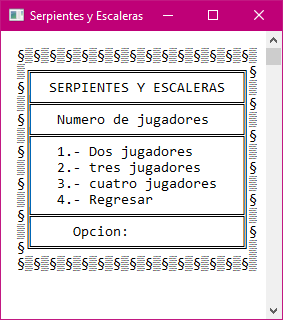 Serpientes y Escaleras
SERPIENTES Y ESCALERAS
Numero de jugadores
1.- Dos jugadores
2.- tres jugadores
3.- cuatro jugadores
4.- Regresar
Opcion: